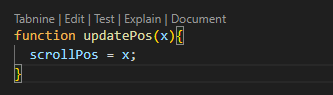 Tabnine | Edit | Test | Explain | Document
function updatePos(x){
  scrollPos = x;
}